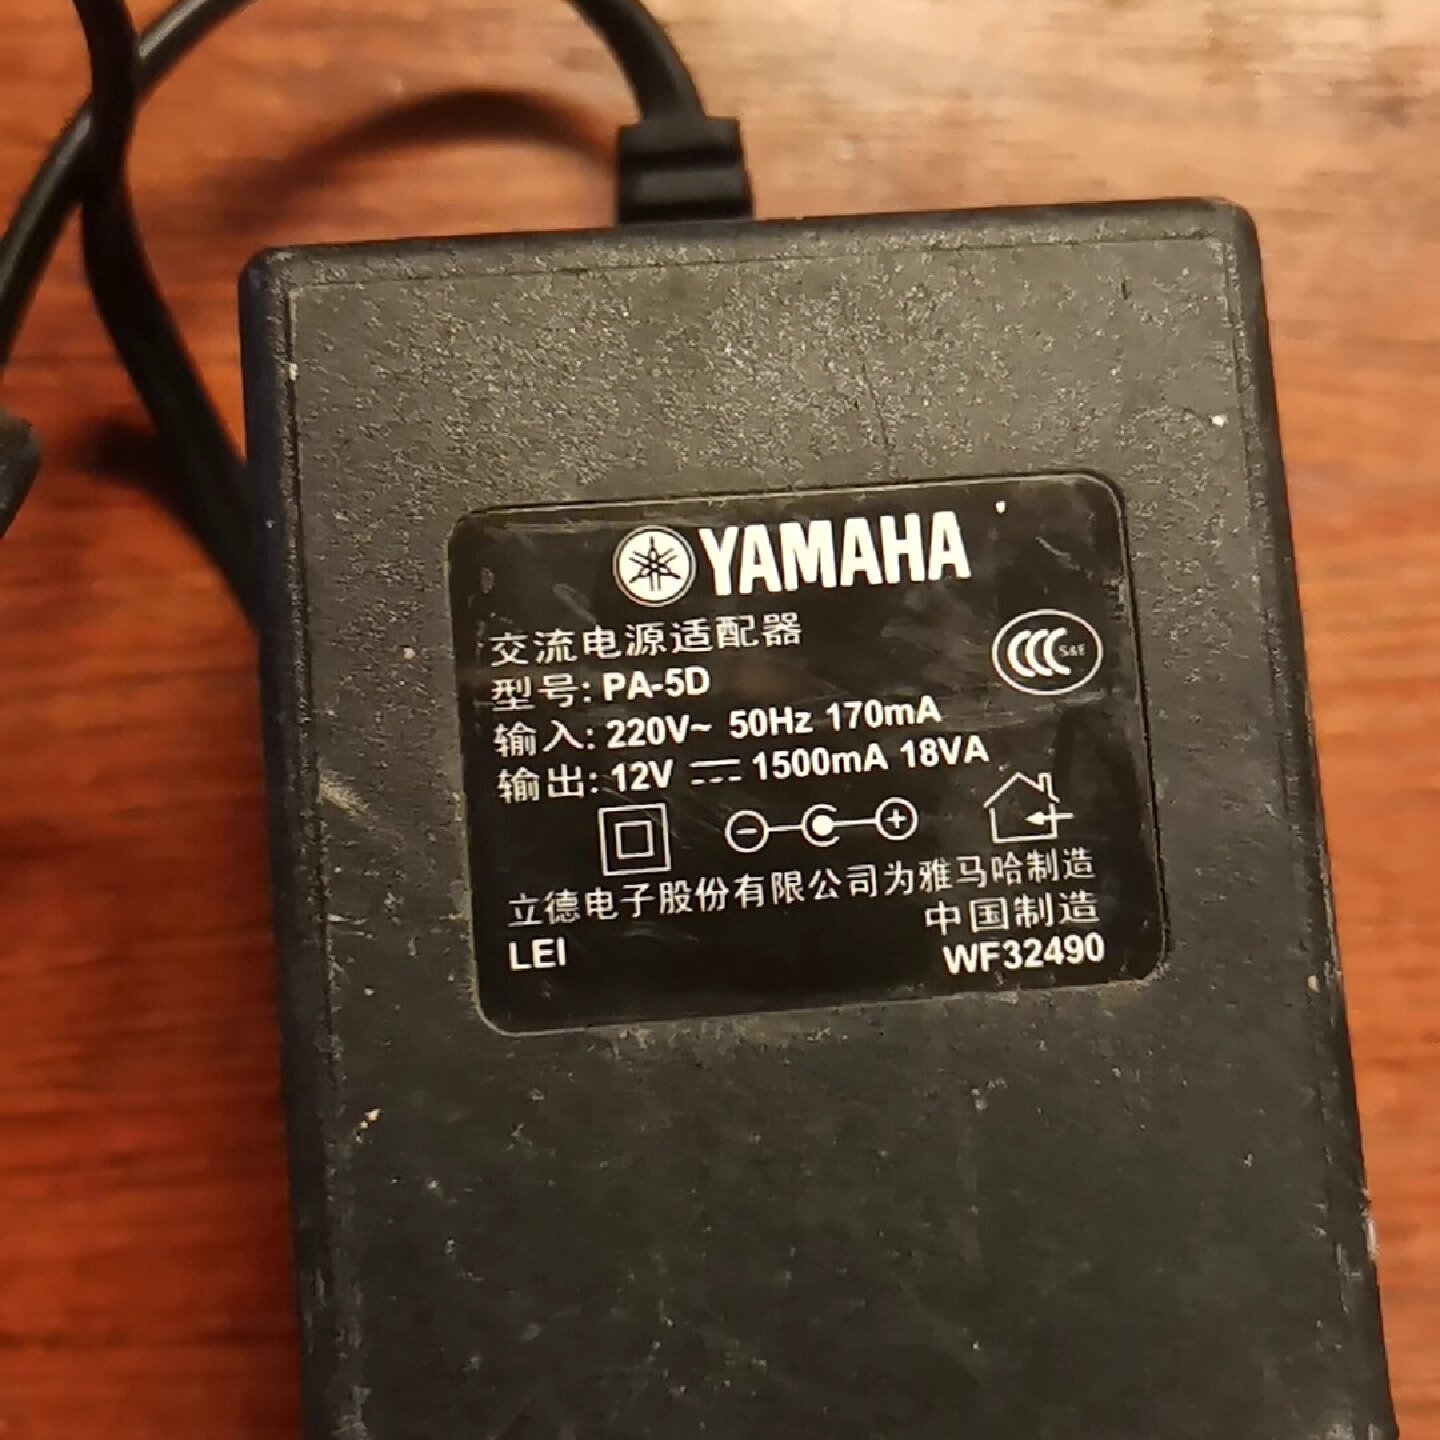 YAMAHA
交流电源适配器
型号: PA-5D
输入: 220V~ 50Hz 170mA
输出: 12V ⎓ 1500mA 18VA
CCC S&E
− +
立德电子股份有限公司为雅马哈制造
中国制造
LEI WF32490